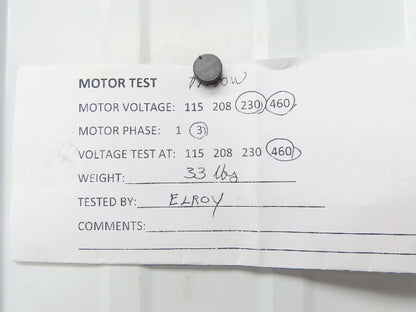 MOTOR TEST
MOTOR VOLTAGE: 115 208 230 460
MOTOR PHASE: 1 3
VOLTAGE TEST AT: 115 208 230 460
WEIGHT: 33 lbs
TESTED BY: ELROY
COMMENTS: